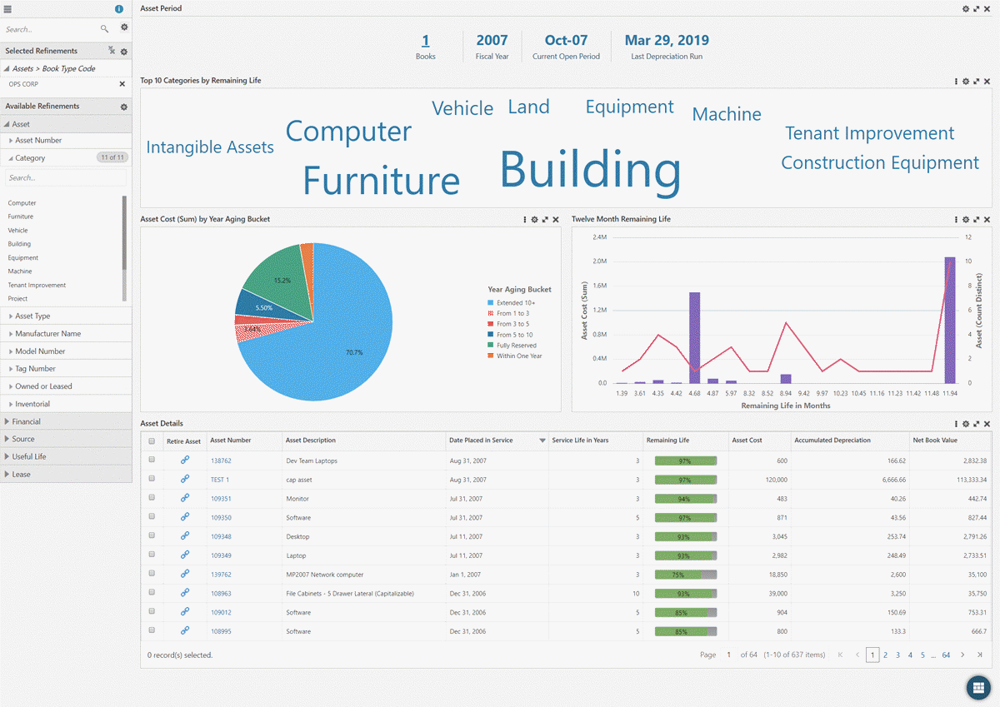 Search...
Selected Refinements
Assets > Book Type Code
OPS CORP
Available Refinements
Asset
Asset Number
Category
11 of 11
Search...
Computer
Furniture
Vehicle
Building
Equipment
Machine
Tenant Improvement
Project
Asset Type
Manufacturer Name
Model Number
Tag Number
Owned or Leased
Inventorial
Financial
Source
Useful Life
Lease
Asset Period
1 2007 Oct-07 Mar 29, 2019
Books Fiscal Year Current Open Period Last Depreciation Run
Top 10 Categories by Remaining Life
Vehicle Land Equipment Machine
Computer Tenant Improvement
Intangible Assets Construction Equipment
Furniture Building
Asset Cost (Sum) by Year Aging Bucket
15.2%
5.50%
3.64%
70.7%
Year Aging Bucket
Extended 10+
From 1 to 3
From 3 to 5
From 5 to 10
Fully Reserved
Within One Year
Twelve Month Remaining Life
Asset Cost (Sum)
2.4M
2.0M
1.6M
1.2M
0.8M
0.4M
0.0
12
10
8
6
4
2
0
Asset (Count Distinct)
1.39 3.61 4.35 4.42 4.68 4.87 5.97 8.32 8.52 8.94 9.42 9.97 10.23 10.45 11.16 11.23 11.42 11.48 11.94
Remaining Life in Months
Asset Details
Retire Asset Asset Number Asset Description Date Placed in Service Service Life in Years Remaining Life Asset Cost Accumulated Depreciation Net Book Value
138762 Dev Team Laptops Aug 31, 2007 3 97% 600 166.62 2,832.38
TEST 1 cap asset Aug 31, 2007 3 97% 120,000 6,666.66 113,333.34
109351 Monitor Jul 31, 2007 3 94% 483 40.26 442.74
109350 Software Jul 31, 2007 5 97% 871 43.56 827.44
109348 Desktop Jul 11, 2007 3 93% 3,045 253.74 2,791.26
109349 Laptop Jul 11, 2007 3 93% 2,982 248.49 2,733.51
139762 MP2007 Network computer Jan 1, 2007 3 75% 18,850 2,600 35,100
108963 File Cabinets - 5 Drawer Lateral (Capitalizable) Dec 31, 2006 10 93% 39,000 3,250 35,750
109012 Software Dec 31, 2006 5 85% 904 150.69 753.31
108995 Software Dec 31, 2006 5 85% 800 133.3 666.7
0 record(s) selected.
Page 1 of 64 (1-10 of 637 items) 1 2 3 4 5 ... 64